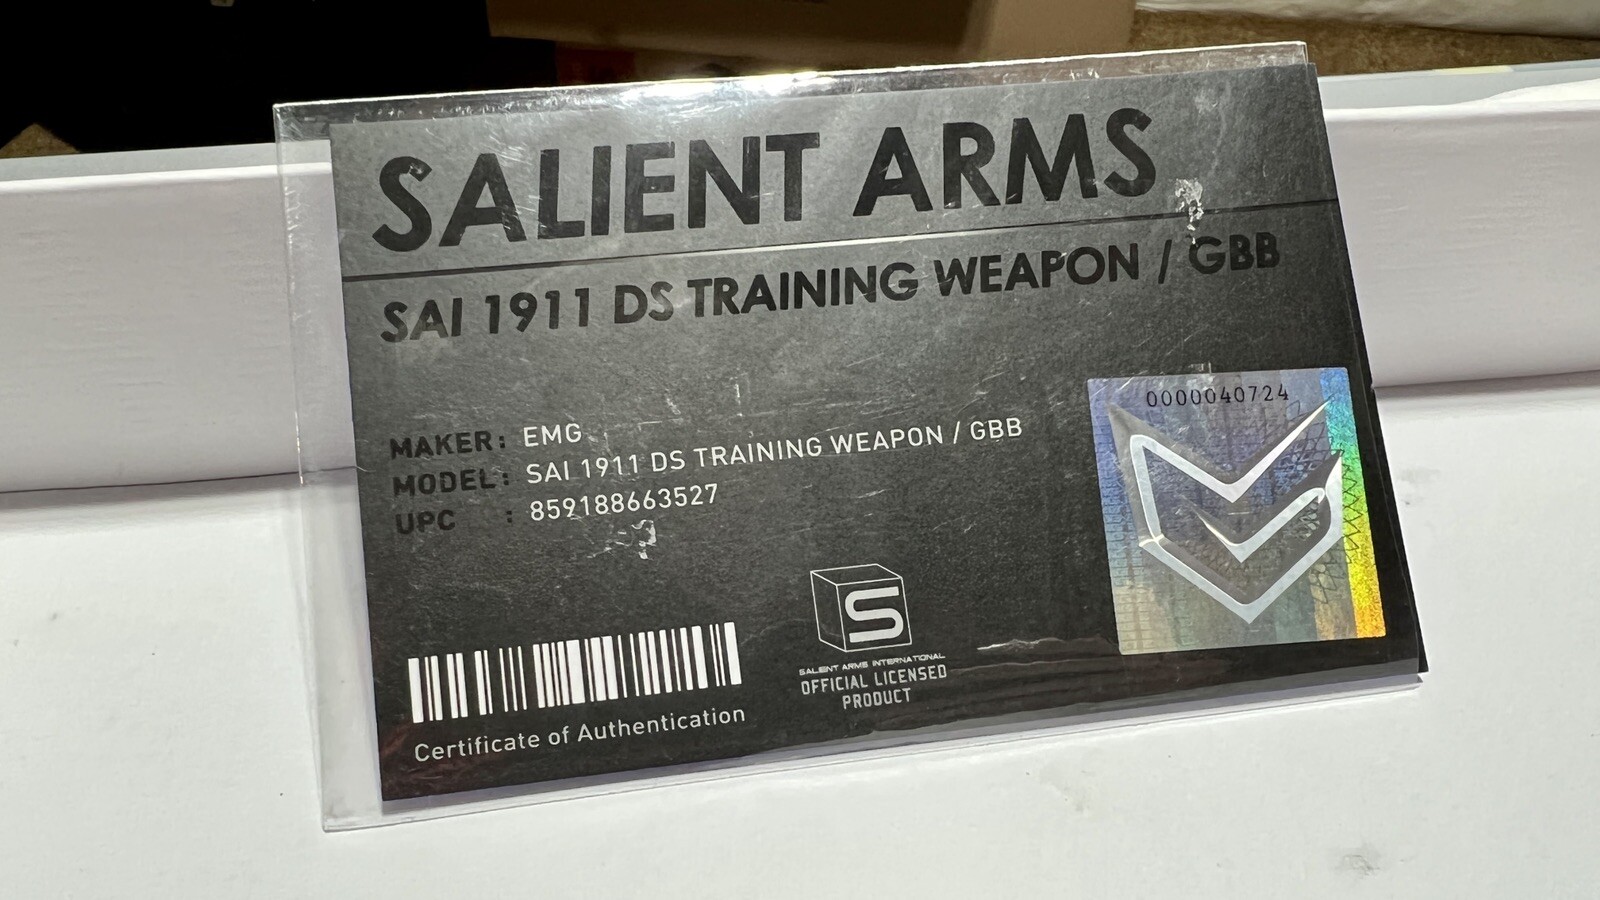 SALIENT ARMS
SAI 1911 DS TRAINING WEAPON / GBB
0000040724
MAKER: EMG
MODEL: SAI 1911 DS TRAINING WEAPON / GBB
UPC : 859188663527
S
SALIENT ARMS INTERNATIONAL
OFFICIAL LICENSED
PRODUCT
Certificate of Authentication